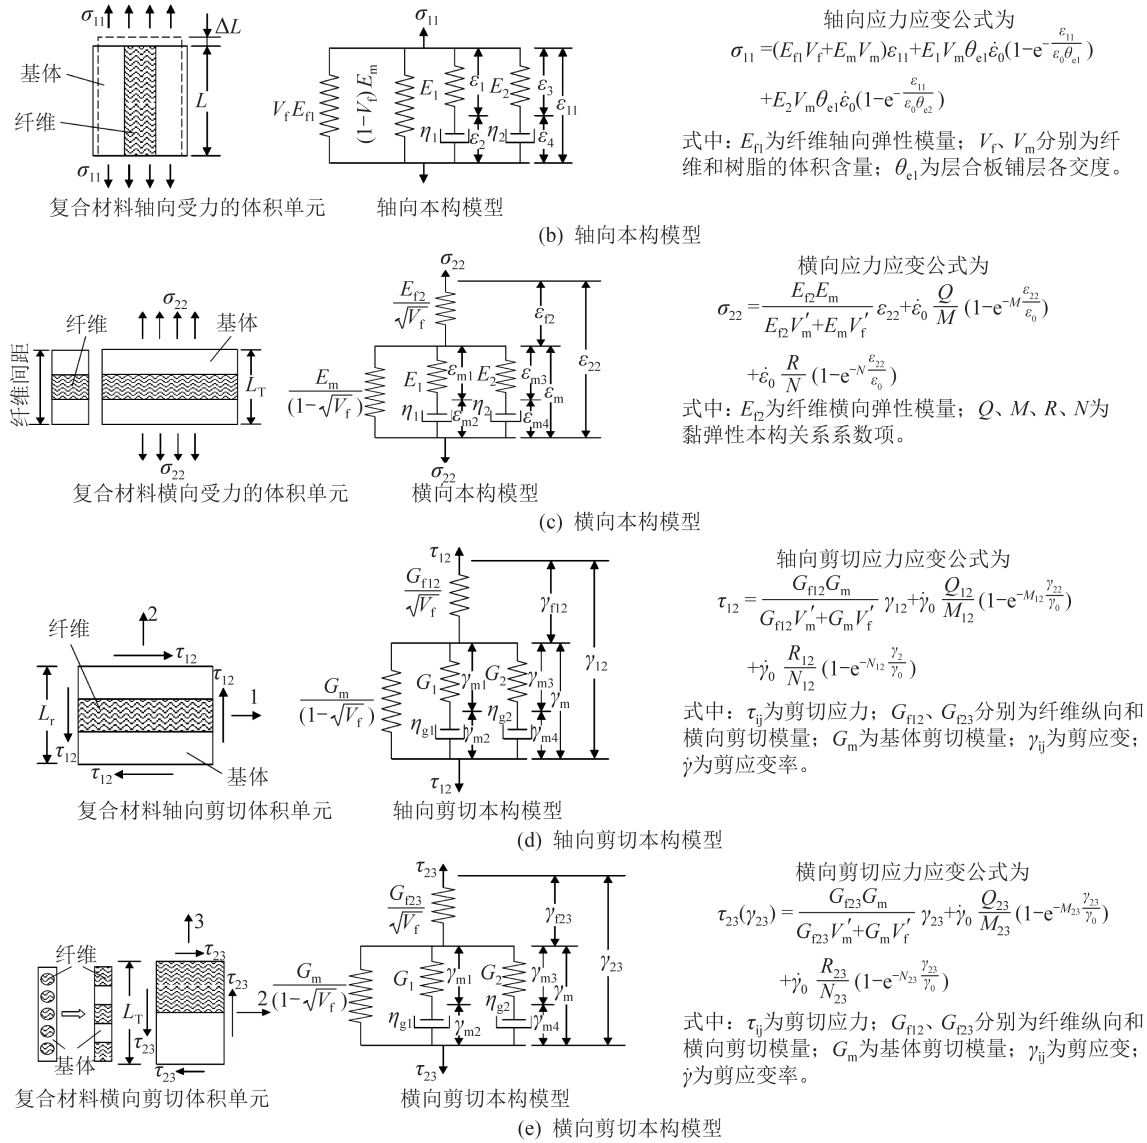 σ11
ΔL
基体
L
纤维
σ11
复合材料轴向受力的体积单元
σ11
VfEf1
(1−Vf)Em
E1
ε1
E2
ε3
ε11
η1
ε2
η2
ε4
轴向本构模型
轴向应力应变公式为
σ11 =(Ef1Vf+EmVm)ε11+E1Vmθe1ε̇0(1−e−ε11/ε̇0θe1)
+E2Vmθe1ε̇0(1−e−ε11/ε̇0θe2)
式中：Ef1为纤维轴向弹性模量；Vf、Vm分别为纤
维和树脂的体积含量；θe1为层合板铺层各交度。
(b) 轴向本构模型
σ22
纤维
基体
纤维间距
LT
σ22
复合材料横向受力的体积单元
σ22
Ef2/√Vf
εf2
ε22
Em/(1−√Vf)
E1
εm1
E2
εm3
εm
η1
εm2
η2
εm4
σ22
横向本构模型
横向应力应变公式为
σ22 = Ef2Em/(Ef2V′m+EmV′f) ε22+ε̇0 Q/M (1−e−Mε22/ε̇0)
+ε̇0 R/N (1−e−Nε22/ε̇0)
式中：Ef2为纤维横向弹性模量；Q、M、R、N为
黏弹性本构关系系数项。
(c) 横向本构模型
2
纤维
τ12
τ12
Lr
1
τ12
τ12
基体
复合材料轴向剪切体积单元
τ12
Gf12/√Vf
γf12
γ12
Gm/(1−√Vf)
G1
γm1
G2
γm3
γm
ηg1
γm2
ηg2
γm4
τ12
轴向剪切本构模型
轴向剪切应力应变公式为
τ12 = Gf12Gm/(Gf12V′m+GmV′f) γ12+γ̇0 Q12/M12 (1−e−M12γ22/γ̇0)
+γ̇0 R12/N12 (1−e−N12γ2/γ̇0)
式中：τij为剪切应力；Gf12、Gf23分别为纤维纵向和
横向剪切模量；Gm为基体剪切模量；γij为剪应变；
γ̇为剪应变率。
(d) 轴向剪切本构模型
3
纤维
τ23
τ23
LT
2
τ23
基体
τ23
复合材料横向剪切体积单元
τ23
Gf23/√Vf
γf23
γ23
Gm/(1−√Vf)
G1
γm1
G2
γm3
γm
ηg1
γm2
ηg2
γm4
τ23
横向剪切本构模型
横向剪切应力应变公式为
τ23(γ23) = Gf23Gm/(Gf23V′m+GmV′f) γ23+γ̇0 Q23/M23 (1−e−M23γ23/γ̇0)
+γ̇0 R23/N23 (1−e−N23γ23/γ̇0)
式中：τij为剪切应力；Gf12、Gf23分别为纤维纵向和
横向剪切模量；Gm为基体剪切模量；γij为剪应变；
γ̇为剪应变率。
(e) 横向剪切本构模型